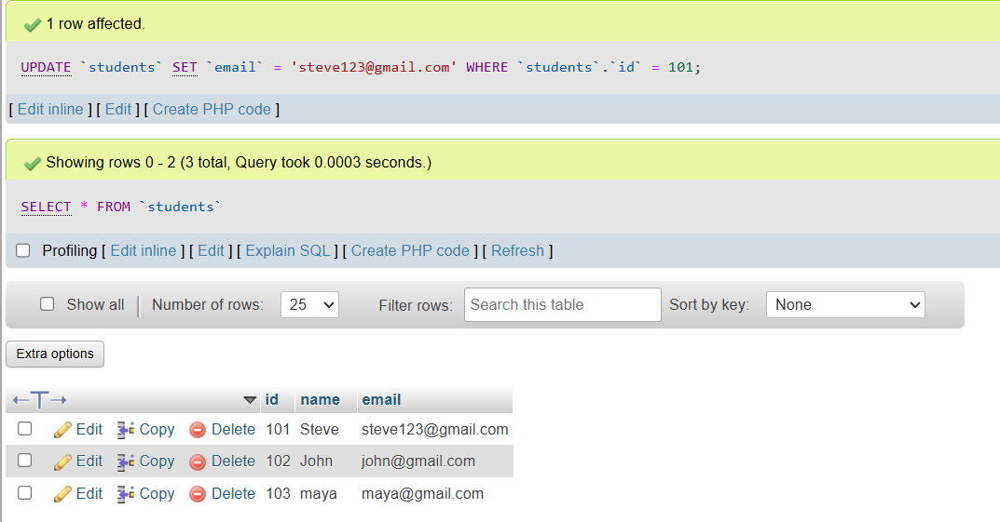 1 row affected.
UPDATE `students` SET `email` = 'steve123@gmail.com' WHERE `students`.`id` = 101;
[ Edit inline ] [ Edit ] [ Create PHP code ]
Showing rows 0 - 2 (3 total, Query took 0.0003 seconds.)
SELECT * FROM `students`
Profiling [ Edit inline ] [ Edit ] [ Explain SQL ] [ Create PHP code ] [ Refresh ]
Show all | Number of rows: 25 Filter rows: Search this table Sort by key: None
Extra options
←T→ id name email
Edit Copy Delete 101 Steve steve123@gmail.com
Edit Copy Delete 102 John john@gmail.com
Edit Copy Delete 103 maya maya@gmail.com